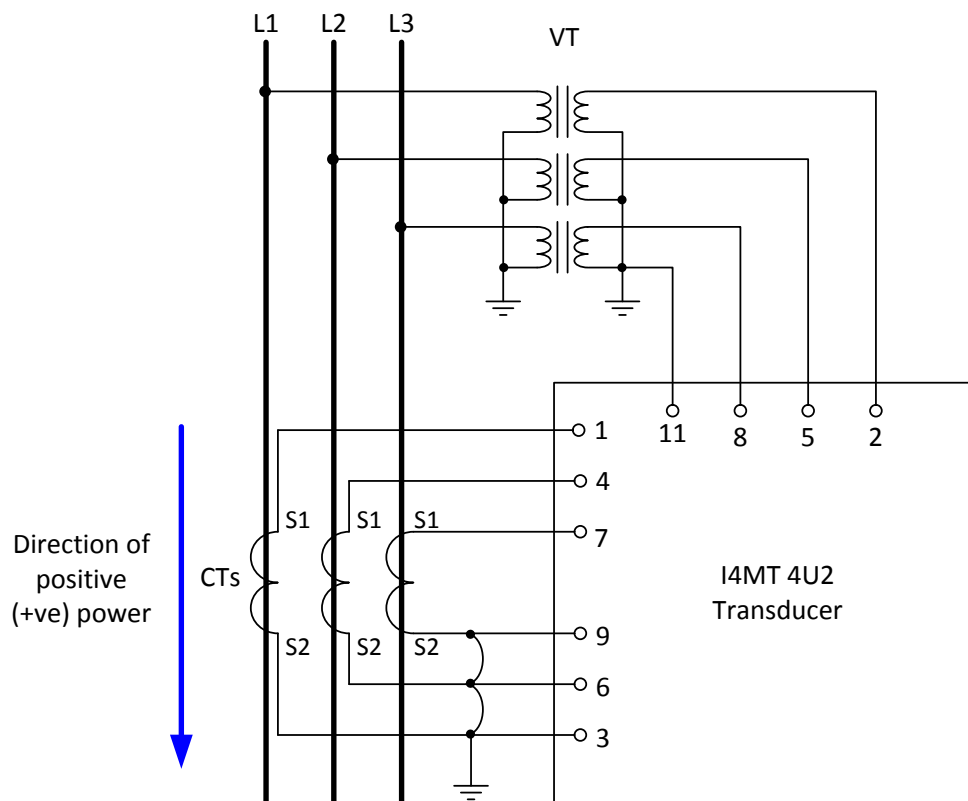 L1 L2 L3
VT
11 8 5 2
1
4
7
S1 S1 S1
Direction of
positive
(+ve) power
CTs
I4MT 4U2
Transducer
S2 S2 S2
9
6
3